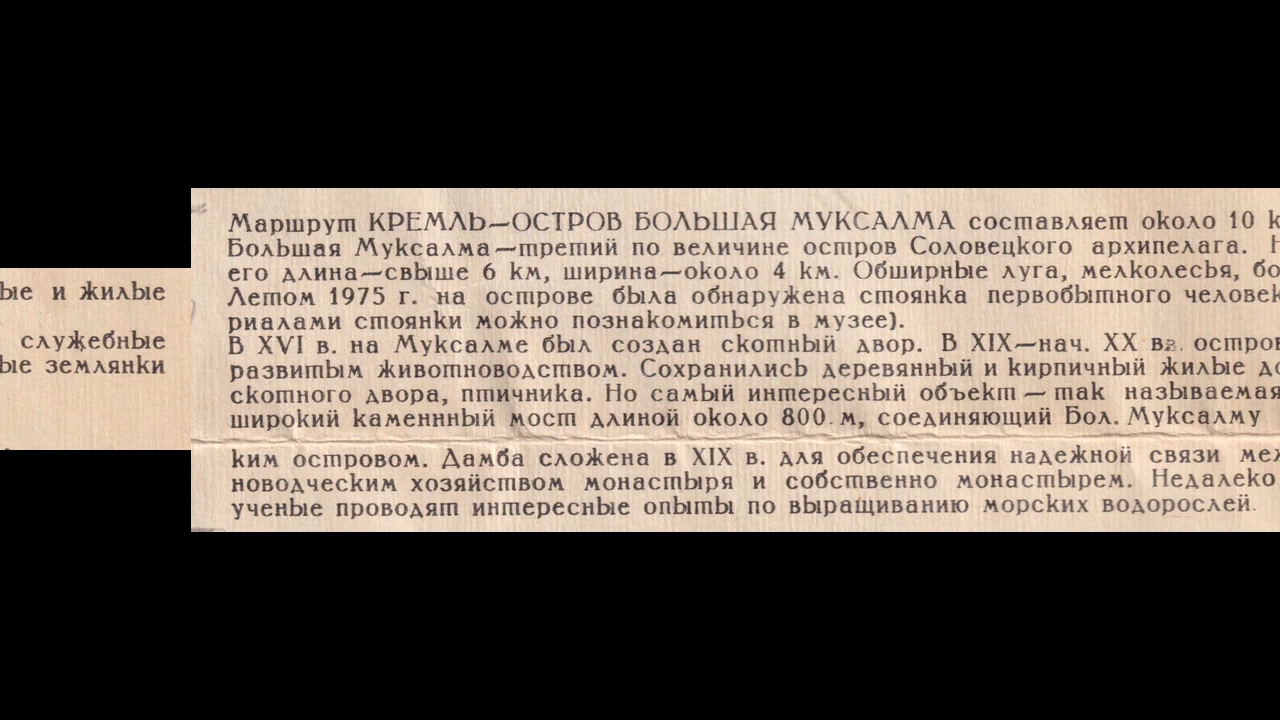 ые и жилые
служебные
ые землянки
Маршрут КРЕМЛЬ—ОСТРОВ БОЛЬШАЯ МУКСАЛМА составляет около 10 к
Большая Муксалма—третий по величине остров Соловецкого архипелага.
его длина—свыше 6 км, ширина—около 4 км. Обширные луга, мелколесья, бо
Летом 1975 г. на острове была обнаружена стоянка первобытного человек
риалами стоянки можно познакомиться в музее).
В XVI в. на Муксалме был создан скотный двор. В XIX—нач. XX вв. остров
развитым животноводством. Сохранились деревянный и кирпичный жилые до
скотного двора, птичника. Но самый интересный объект — так называемая
широкий каменнный мост длиной около 800 м, соединяющий Бол. Муксалму
ким островом. Дамба сложена в XIX в. для обеспечения надежной связи меж
новодческим хозяйством монастыря и собственно монастырем. Недалеко
ученые проводят интересные опыты по выращиванию морских водорослей.